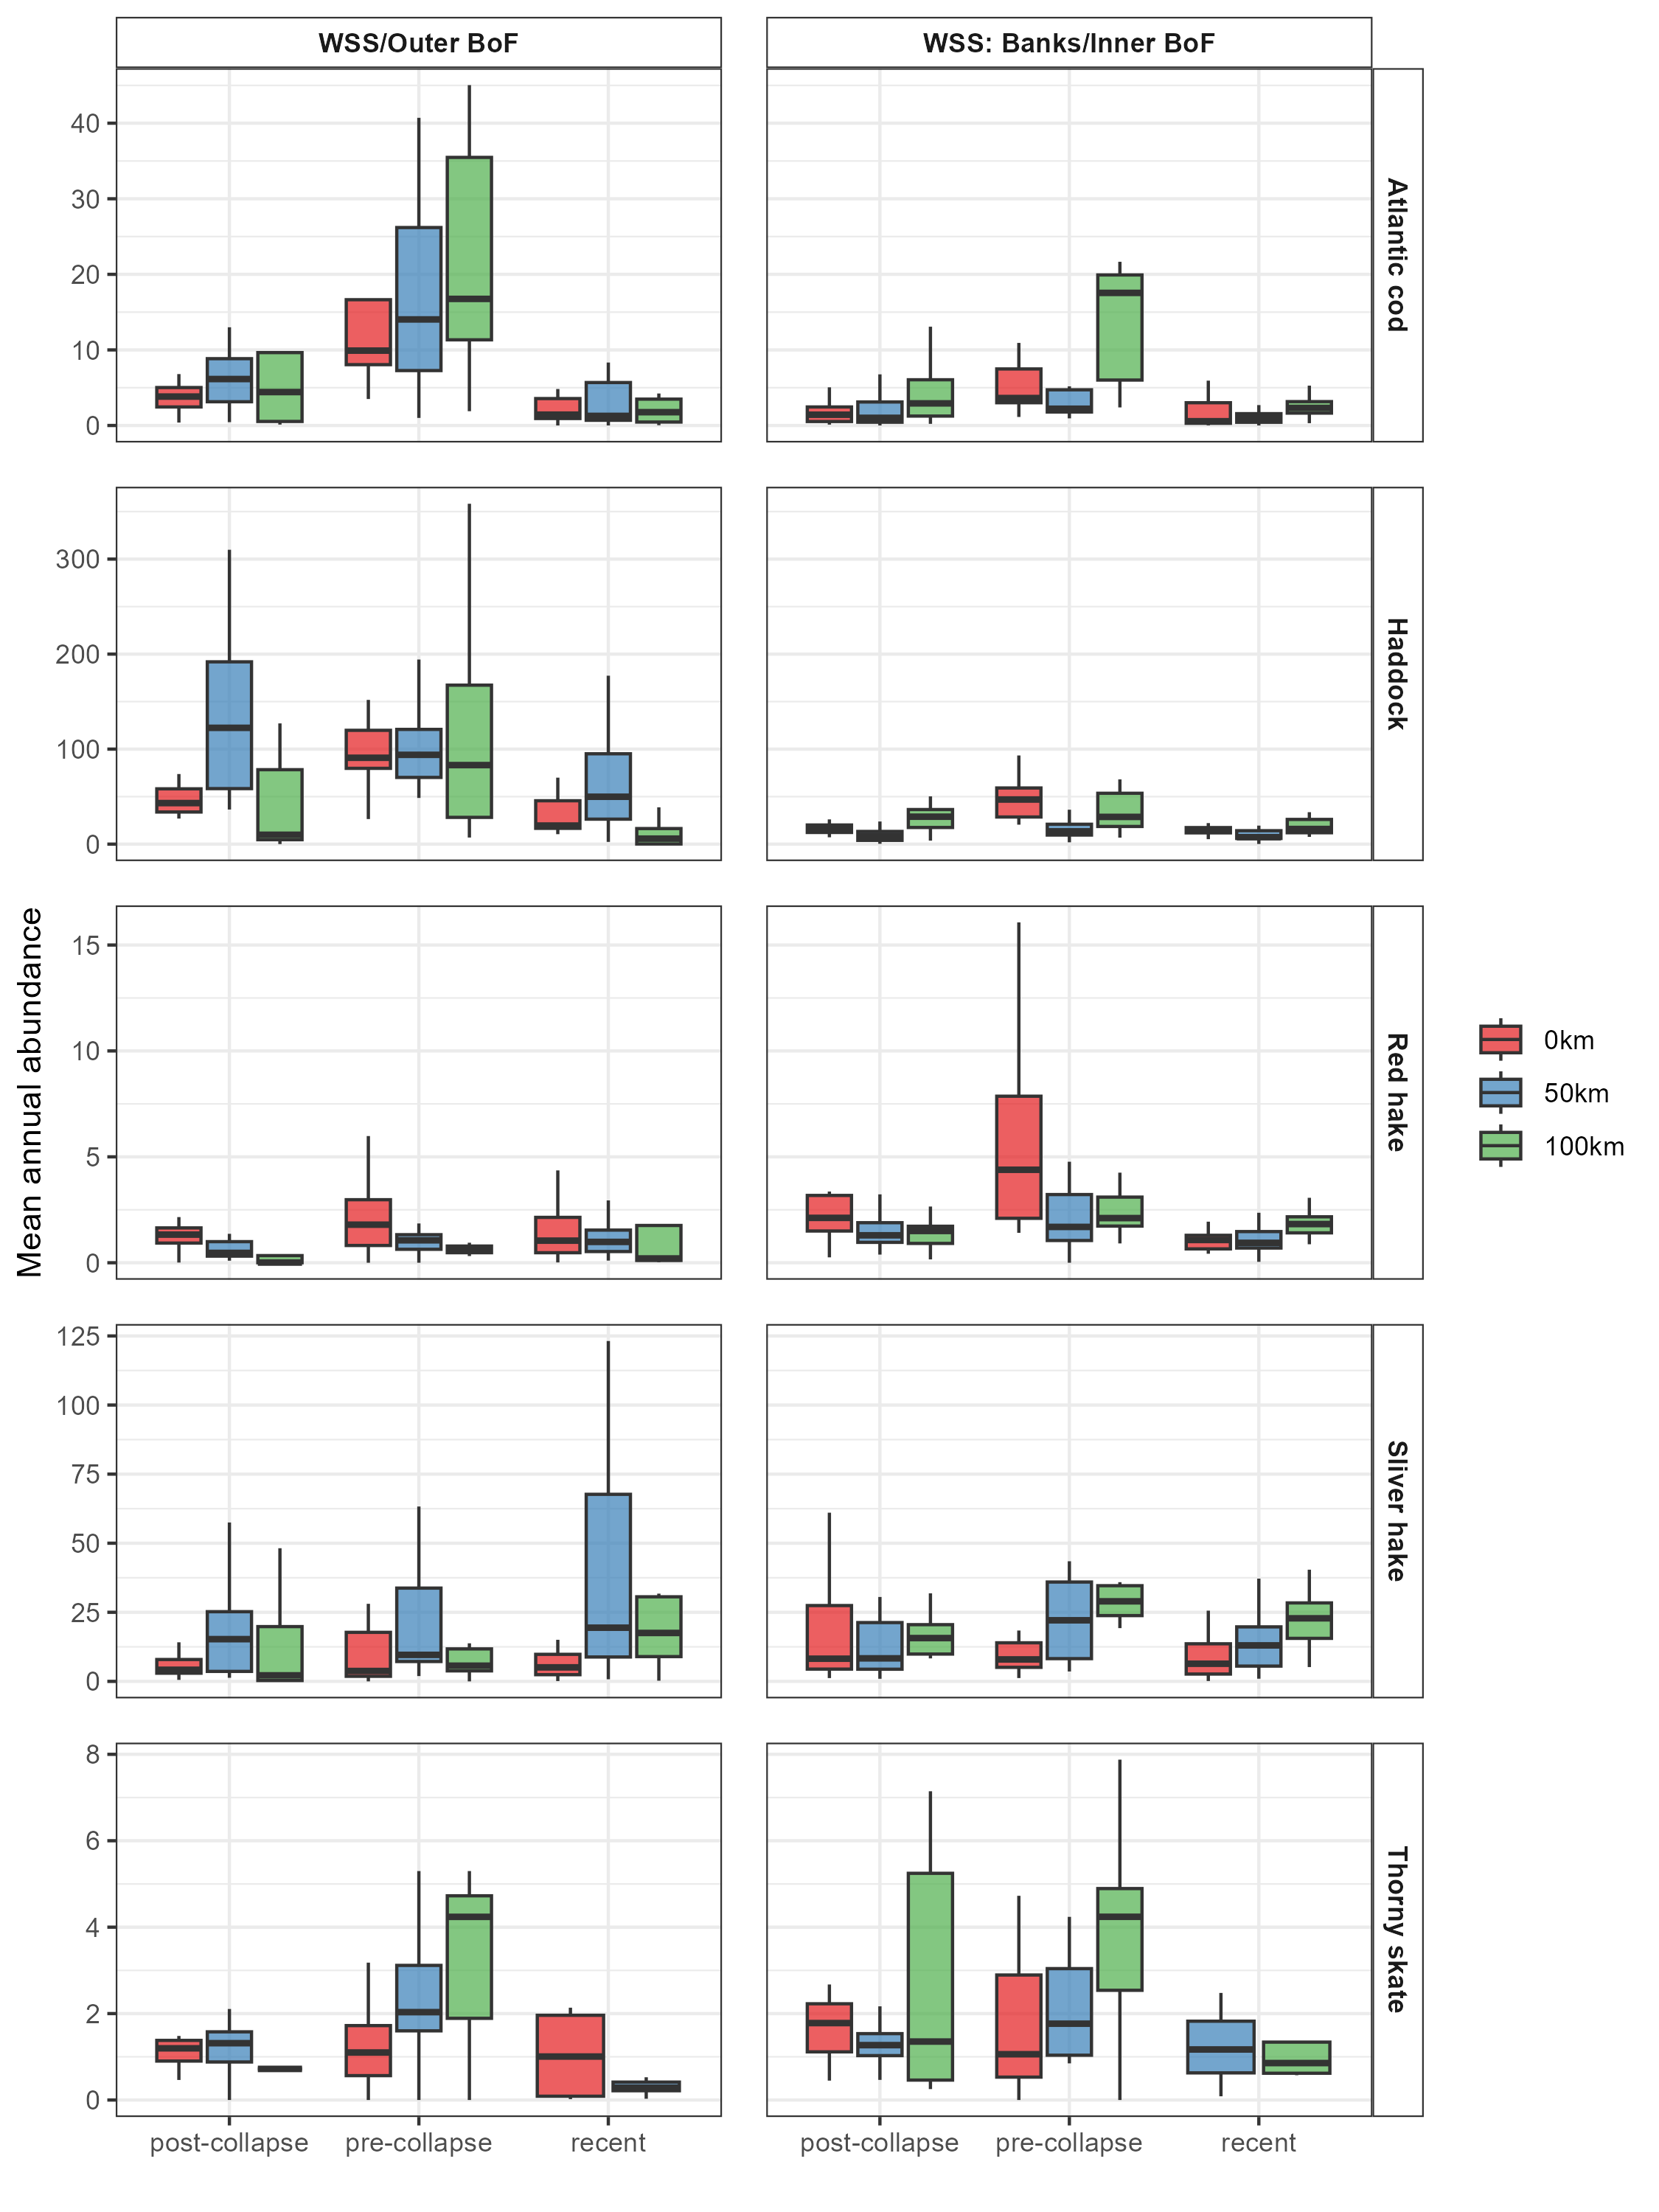 WSS/Outer BoF
WSS: Banks/Inner BoF
40
30
20
10
0
Atlantic cod
300
200
100
0
Haddock
15
10
5
0
Red hake
125
100
75
50
25
0
Sliver hake
8
6
4
2
0
Thorny skate
Mean annual abundance
post-collapse
pre-collapse
recent
post-collapse
pre-collapse
recent
0km
50km
100km